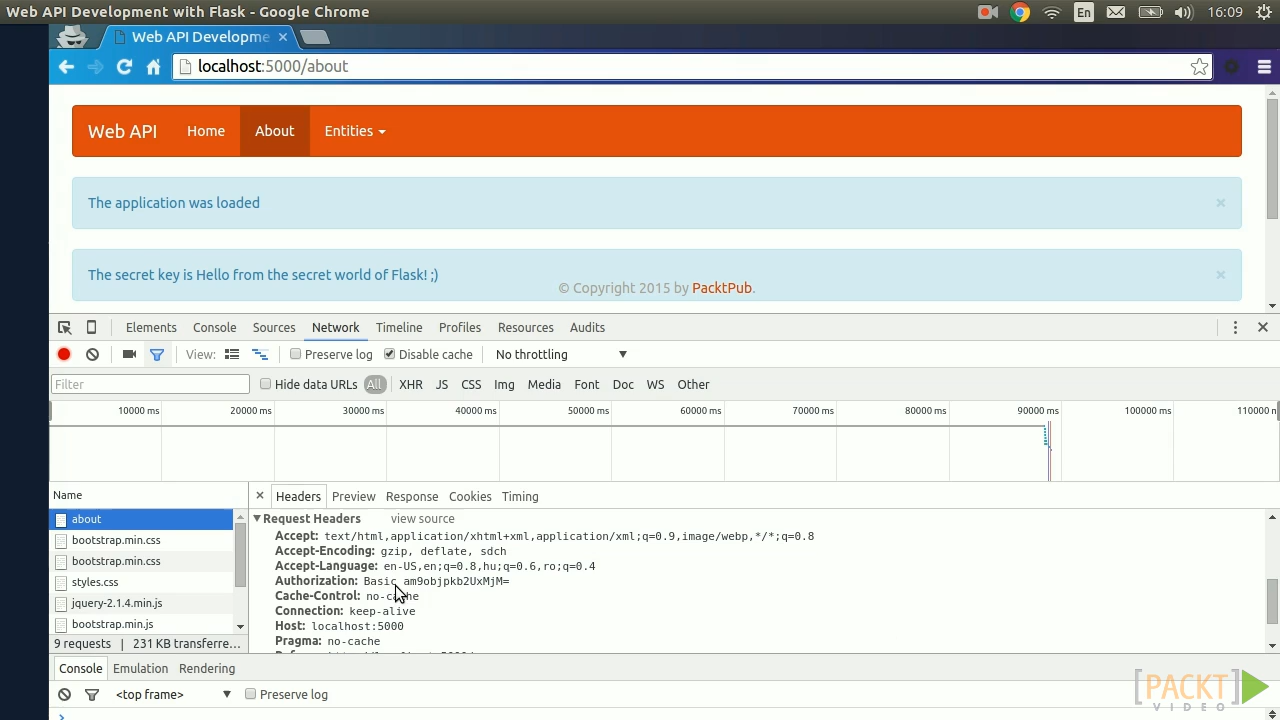 Web API Development with Flask - Google Chrome
En
16:09
Web API Developme
localhost:5000/about
Web API Home About Entities
The application was loaded
The secret key is Hello from the secret world of Flask! ;)
© Copyright 2015 by PacktPub.
Elements Console Sources Network Timeline Profiles Resources Audits
View: Preserve log Disable cache No throttling
Filter Hide data URLs All XHR JS CSS Img Media Font Doc WS Other
10000 ms 20000 ms 30000 ms 40000 ms 50000 ms 60000 ms 70000 ms 80000 ms 90000 ms 100000 ms 110000
Name
Headers Preview Response Cookies Timing
about
bootstrap.min.css
bootstrap.min.css
styles.css
jquery-2.1.4.min.js
bootstrap.min.js
9 requests | 231 KB transferre...
Request Headers view source
Accept: text/html,application/xhtml+xml,application/xml;q=0.9,image/webp,*/*;q=0.8
Accept-Encoding: gzip, deflate, sdch
Accept-Language: en-US,en;q=0.8,hu;q=0.6,ro;q=0.4
Authorization: Basic am9objpkb2UxMjM=
Cache-Control: no-cache
Connection: keep-alive
Host: localhost:5000
Pragma: no-cache
Console Emulation Rendering
<top frame> Preserve log
[PACKT]
VIDEO